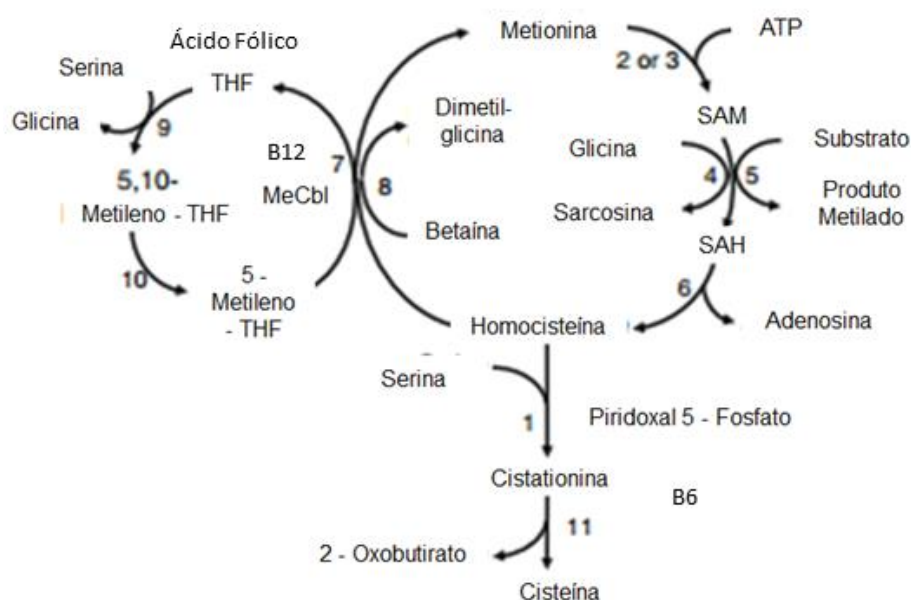 Ácido Fólico
Serina
THF
Glicina
9
5,10-
Metileno - THF
10
5 -
Metileno
- THF
B12
MeCbl
7
8
Dimetil-
glicina
Betaína
Metionina
ATP
2 or 3
SAM
Glicina
Substrato
4
5
Sarcosina
Produto
Metilado
SAH
6
Homocisteína
Adenosina
Serina
1
Piridoxal 5 - Fosfato
Cistationina
B6
11
2 - Oxobutirato
Cisteína